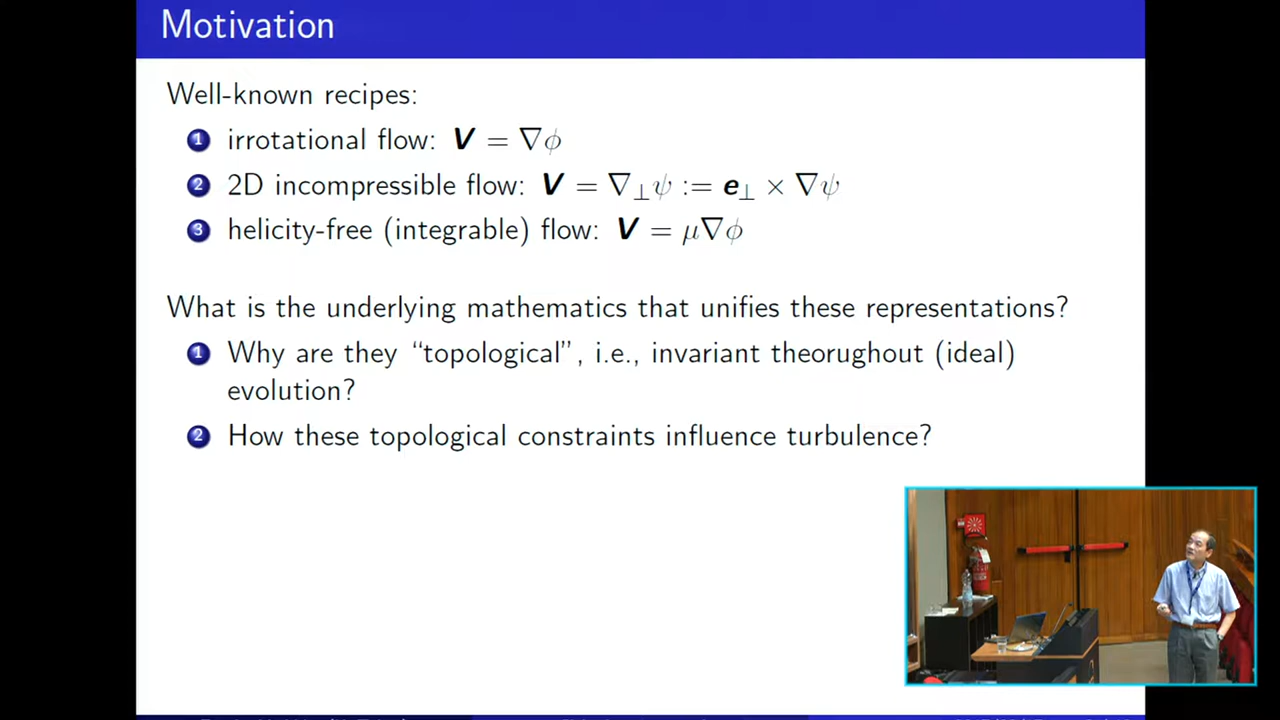 Motivation
Well-known recipes:
1 irrotational flow: V = ∇ϕ
2 2D incompressible flow: V = ∇⊥ψ := e⊥ × ∇ψ
3 helicity-free (integrable) flow: V = μ∇ϕ
What is the underlying mathematics that unifies these representations?
1 Why are they “topological”, i.e., invariant theorughout (ideal)
evolution?
2 How these topological constraints influence turbulence?